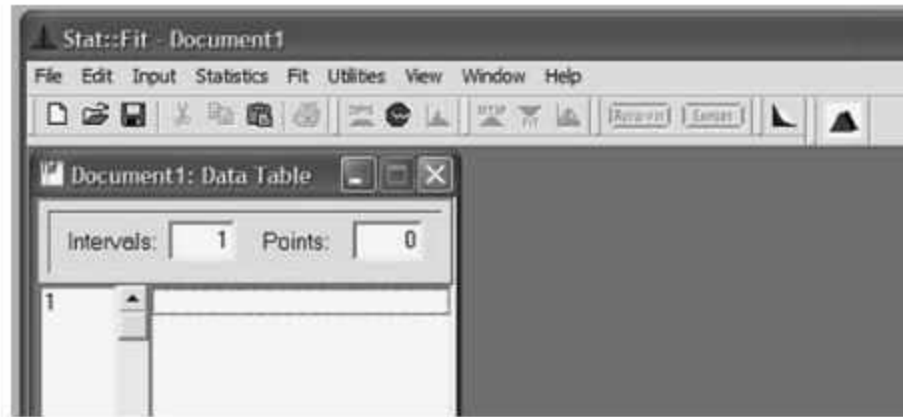 Stat::Fit - Document1
File Edit Input Statistics Fit Utilities View Window Help
Document1: Data Table
Intervals: 1 Points: 0
1